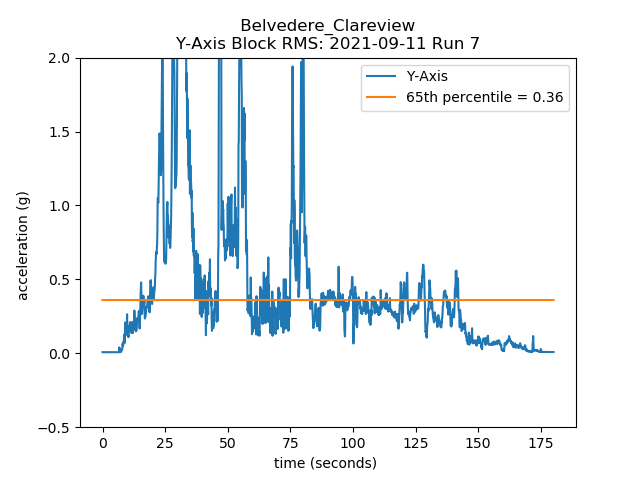 Belvedere_Clareview
Y-Axis Block RMS: 2021-09-11 Run 7
Y-Axis
65th percentile = 0.36
2.0
1.5
1.0
0.5
0.0
−0.5
acceleration (g)
0 25 50 75 100 125 150 175
time (seconds)